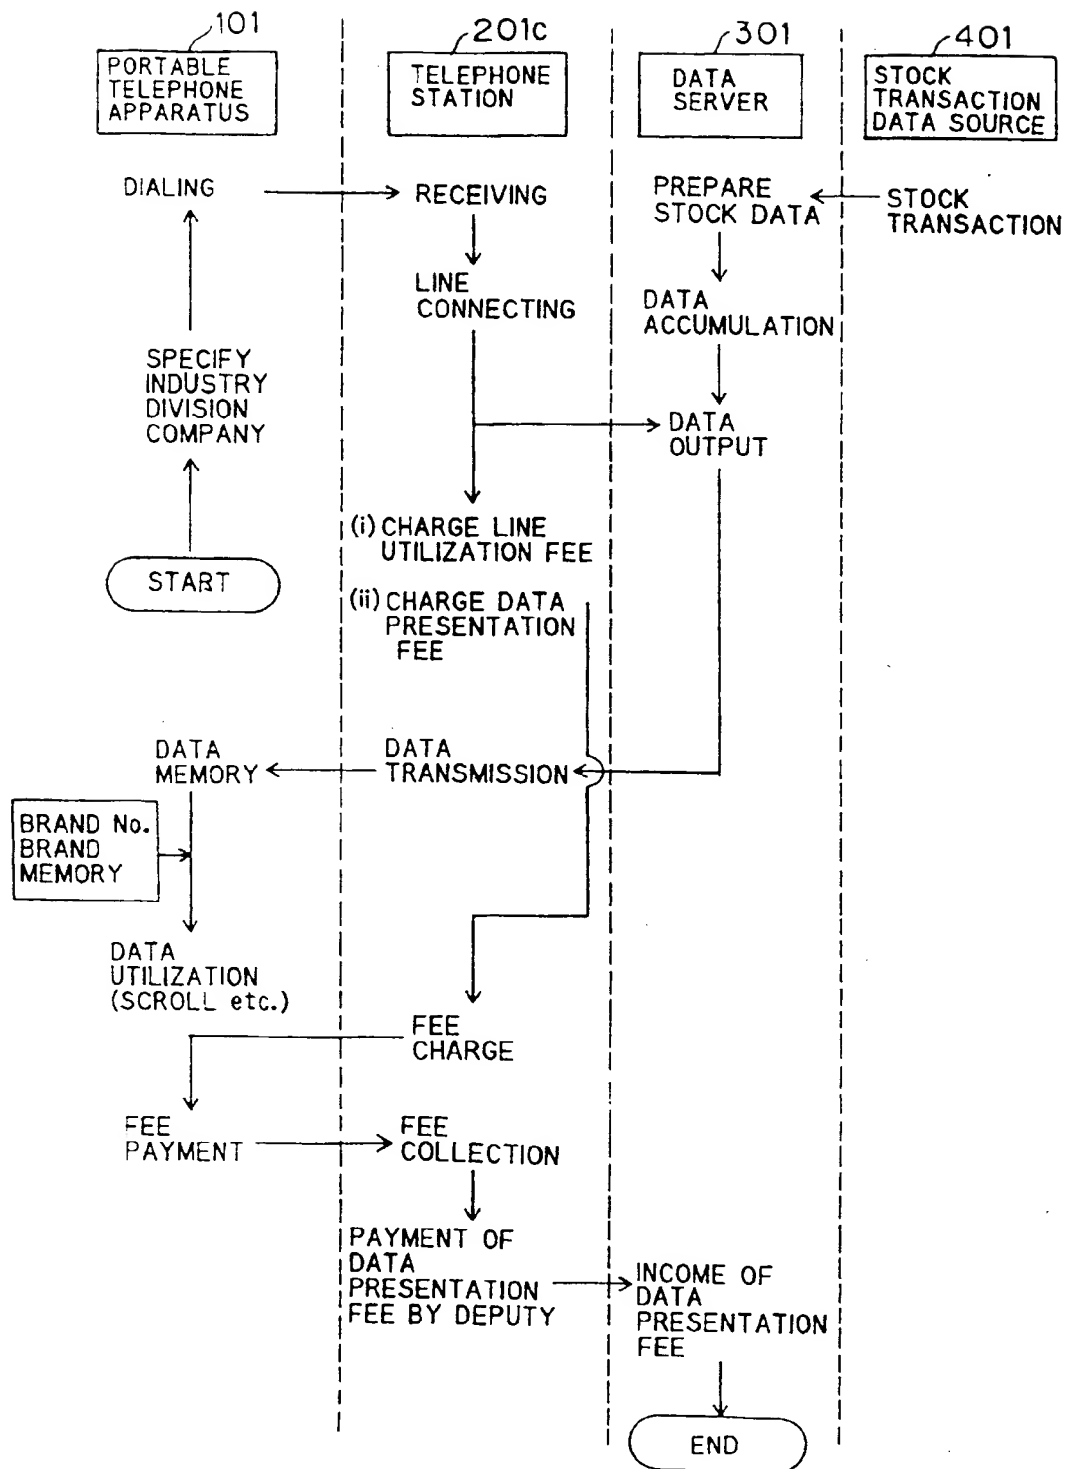 101
201c
301
401
PORTABLE
TELEPHONE
APPARATUS
TELEPHONE
STATION
DATA
SERVER
STOCK
TRANSACTION
DATA SOURCE
DIALING
RECEIVING
PREPARE
STOCK DATA
STOCK
TRANSACTION
LINE
CONNECTING
DATA
ACCUMULATION
SPECIFY
INDUSTRY
DIVISION
COMPANY
DATA
OUTPUT
START
(i) CHARGE LINE
UTILIZATION FEE
(ii) CHARGE DATA
PRESENTATION
FEE
DATA
MEMORY
DATA
TRANSMISSION
BRAND No.
BRAND
MEMORY
DATA
UTILIZATION
(SCROLL etc.)
FEE
CHARGE
FEE
PAYMENT
FEE
COLLECTION
PAYMENT OF
DATA
PRESENTATION
FEE BY DEPUTY
INCOME OF
DATA
PRESENTATION
FEE
END